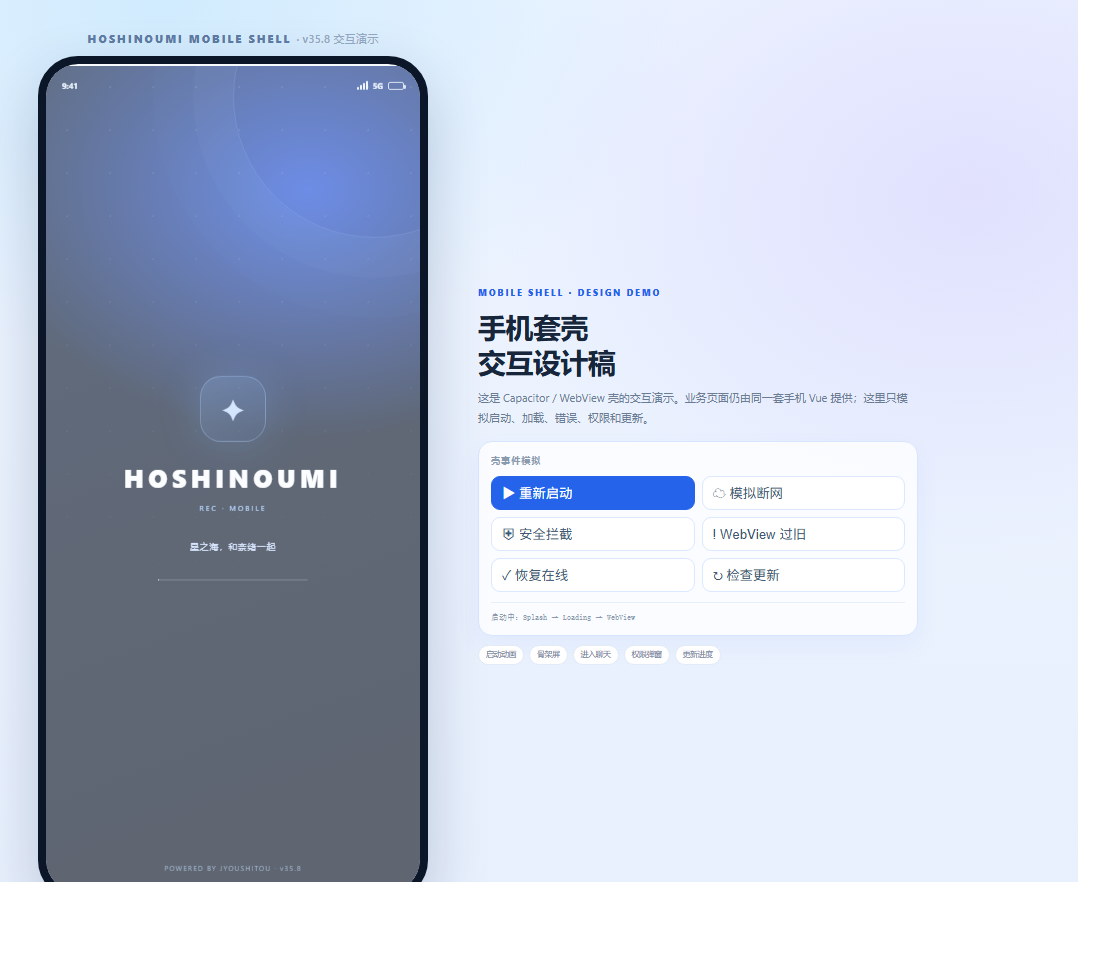 HOSHINOUMI MOBILE SHELL · v35.8 交互演示
9:41
5G
HOSHINOUMI
REC · MOBILE
星之海，和奈绪一起
POWERED BY JYOUSHITOU · v35.8
MOBILE SHELL · DESIGN DEMO
手机套壳
交互设计稿
这是 Capacitor / WebView 壳的交互演示。业务页面仍由同一套手机 Vue 提供；这里只模
拟启动、加载、错误、权限和更新。
壳事件模拟
▶ 重新启动
模拟断网
安全拦截
! WebView 过旧
✓ 恢复在线
↻ 检查更新
启动中：Splash → Loading → WebView
启动动画
骨架屏
进入聊天
权限弹窗
更新进度